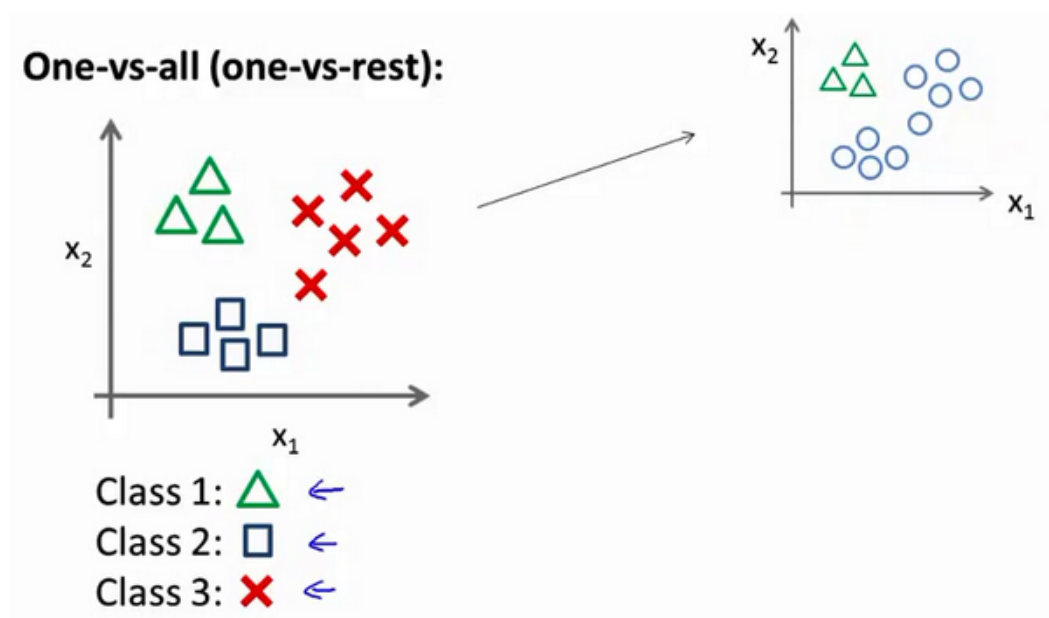 One-vs-all (one-vs-rest):
x₂
x₁
Class 1:
Class 2:
Class 3:
x₂
x₁